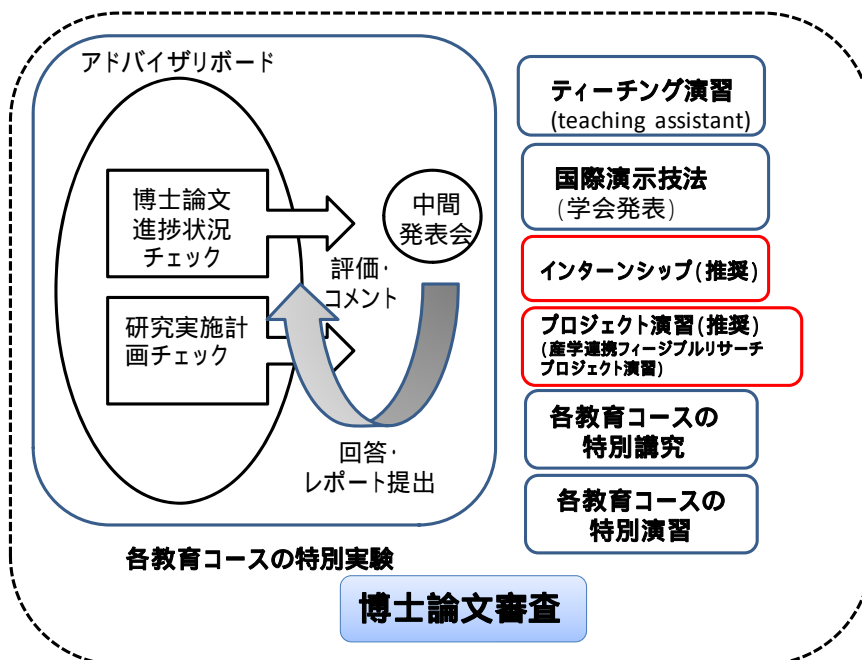 アドバイザリボード
博士論文
進捗状況
チェック
中間
発表会
評価・
コメント
研究実施計
画チェック
回答・
レポート提出
各教育コースの特別実験
ティーチング演習
(teaching assistant)
国際演示技法
(学会発表)
インターンシップ(推奨)
プロジェクト演習(推奨)
(産学連携フィージブルリサーチ
プロジェクト演習)
各教育コースの
特別講究
各教育コースの
特別演習
博士論文審査